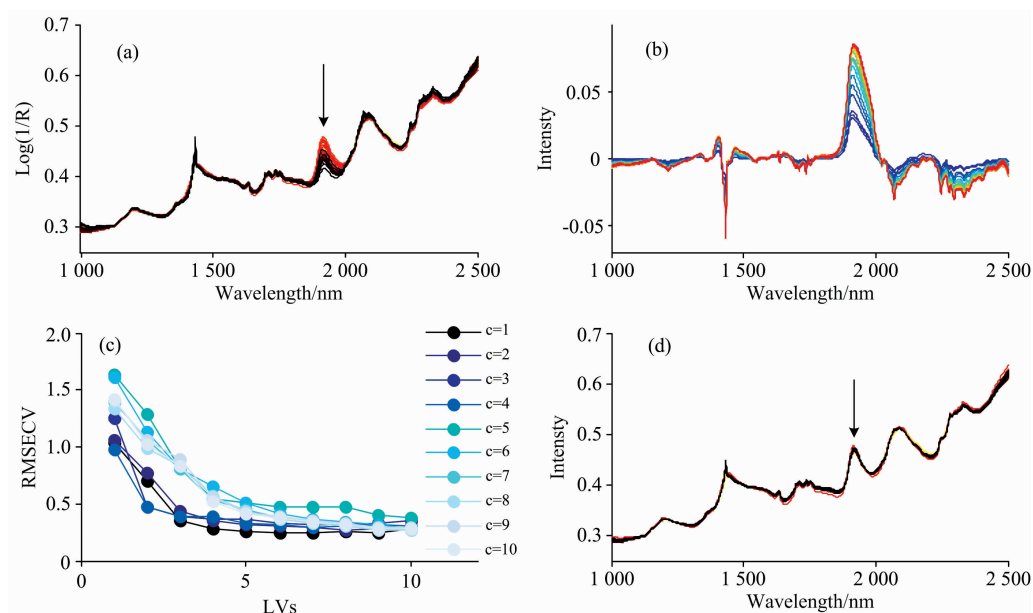 (a)
Log(1/R)
0.7
0.6
0.5
0.4
0.3
1 000
1 500
2 000
2 500
Wavelength/nm
(b)
Intensty
0.05
0
-0.05
1 000
1 500
2 000
2 500
Wavelength/nm
(c)
RMSECV
2.0
1.5
1.0
0.5
0
0
5
10
LVs
c=1
c=2
c=3
c=4
c=5
c=6
c=7
c=8
c=9
c=10
(d)
Intensty
0.7
0.6
0.5
0.4
0.3
1 000
1 500
2 000
2 500
Wavelength/nm